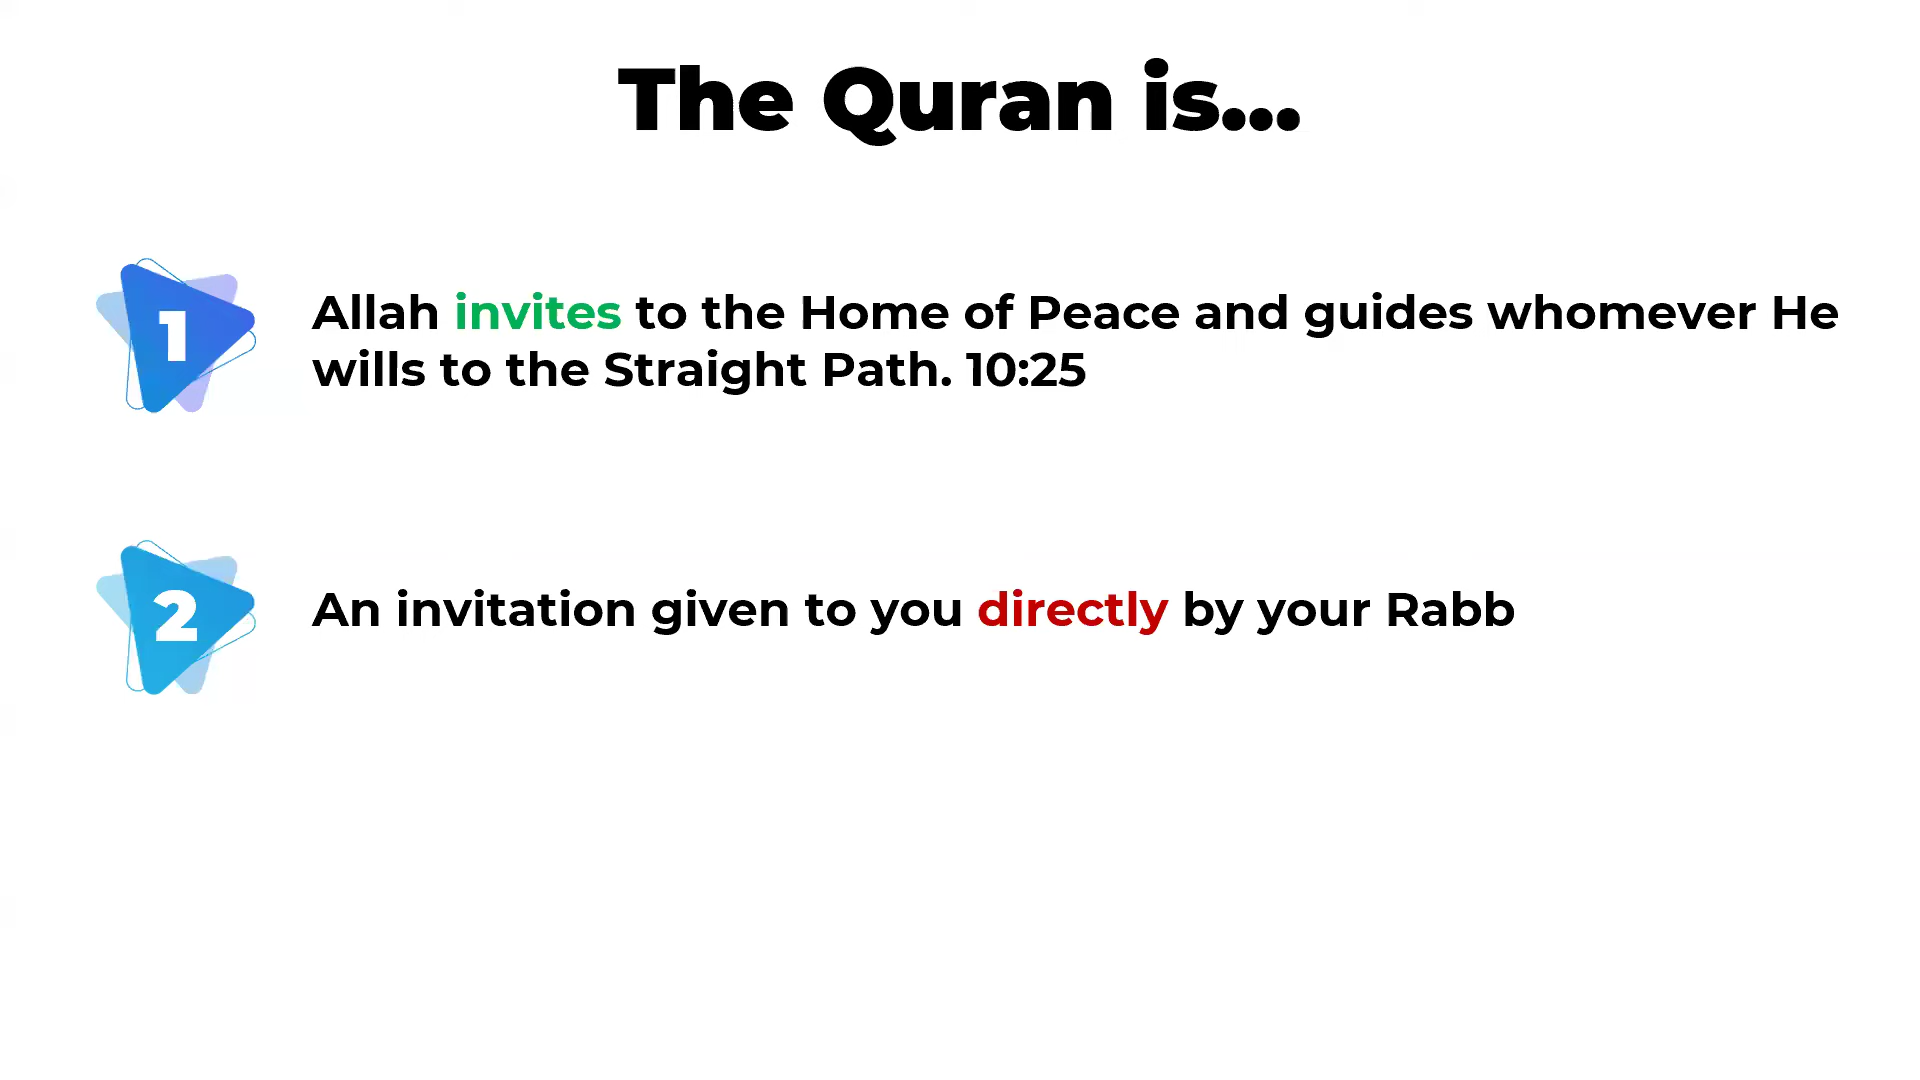 The Quran is...
1
Allah invites to the Home of Peace and guides whomever He
wills to the Straight Path. 10:25
2
An invitation given to you directly by your Rabb